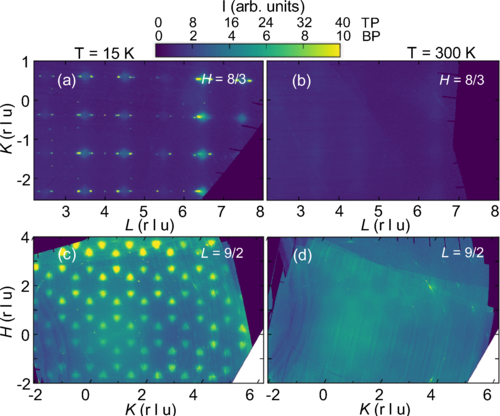 I (arb. units)
0 8 16 24 32 40 TP
0 2 4 6 8 10 BP
T = 15 K
T = 300 K
(a) H = 8/3
(b) H = 8/3
K (r l u)
1
0
-1
-2
3 4 5 6 7 8
3 4 5 6 7 8
L (r l u)
L (r l u)
(c) L = 9/2
(d) L = 9/2
H (r l u)
4
2
0
-2
-2 0 2 4 6
-2 0 2 4 6
K (r l u)
K (r l u)